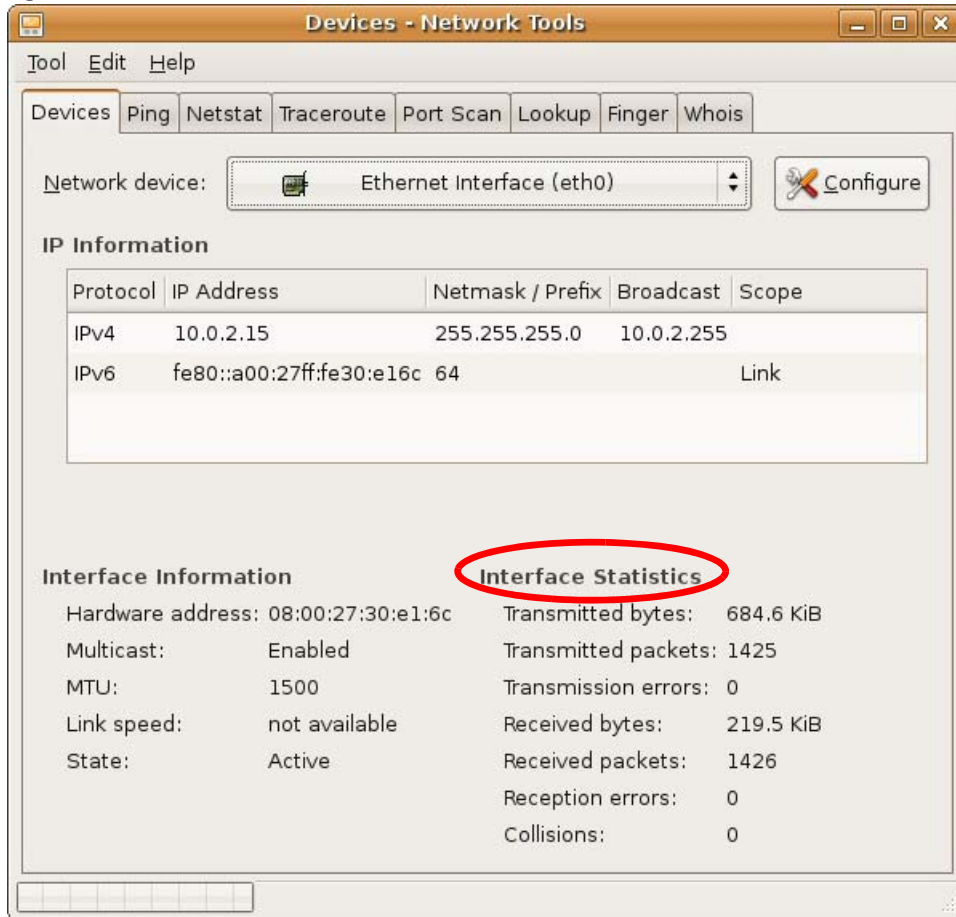 Devices - Network Tools
Tool Edit Help
Devices Ping Netstat Traceroute Port Scan Lookup Finger Whois
Network device: Ethernet Interface (eth0) Configure
IP Information
Protocol IP Address Netmask / Prefix Broadcast Scope
IPv4 10.0.2.15 255.255.255.0 10.0.2.255
IPv6 fe80::a00:27ff:fe30:e16c 64 Link
Interface Information
Hardware address: 08:00:27:30:e1:6c
Multicast: Enabled
MTU: 1500
Link speed: not available
State: Active
Interface Statistics
Transmitted bytes: 684.6 KiB
Transmitted packets: 1425
Transmission errors: 0
Received bytes: 219.5 KiB
Received packets: 1426
Reception errors: 0
Collisions: 0